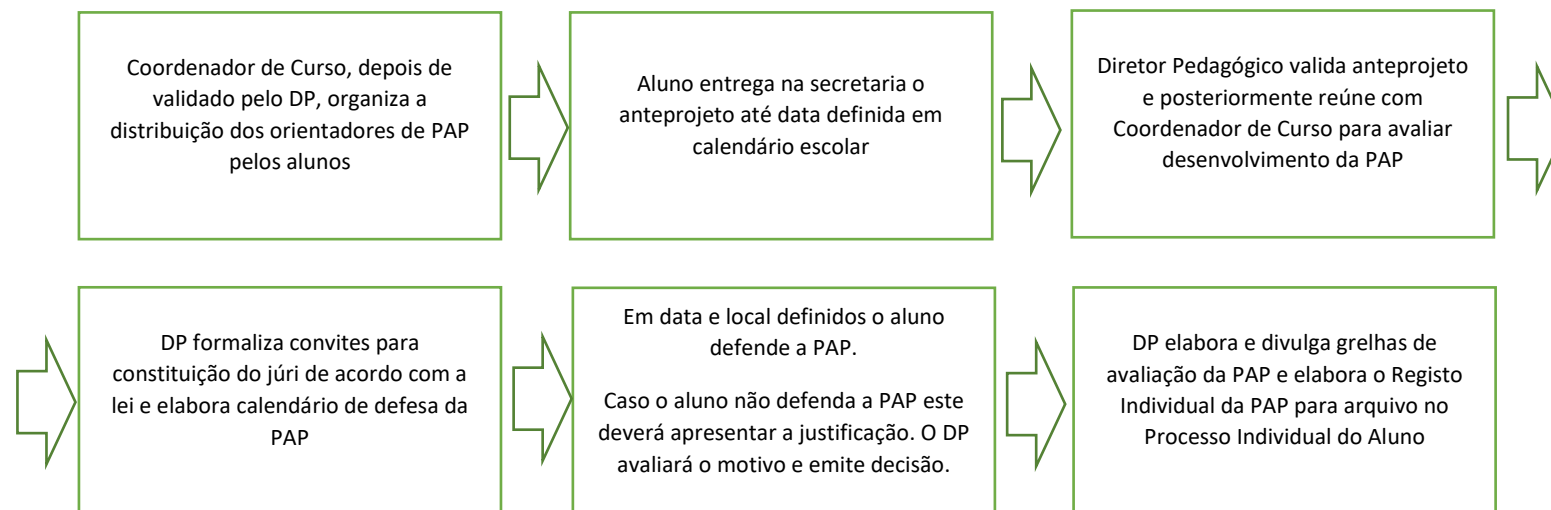 Coordenador de Curso, depois de
validado pelo DP, organiza a
distribuição dos orientadores de PAP
pelos alunos
Aluno entrega na secretaria o
anteprojeto até data definida em
calendário escolar
Diretor Pedagógico valida anteprojeto
e posteriormente reúne com
Coordenador de Curso para avaliar
desenvolvimento da PAP
DP formaliza convites para
constituição do júri de acordo com a
lei e elabora calendário de defesa da
PAP
Em data e local definidos o aluno
defende a PAP.
Caso o aluno não defenda a PAP este
deverá apresentar a justificação. O DP
avaliará o motivo e emite decisão.
DP elabora e divulga grelhas de
avaliação da PAP e elabora o Registo
Individual da PAP para arquivo no
Processo Individual do Aluno